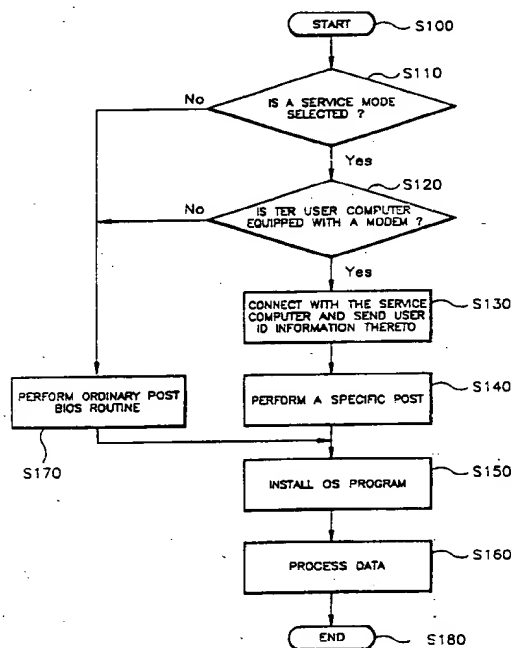 START
S100
S110
IS A SERVICE MODE
SELECTED ?
No
Yes
S120
IS TER USER COMPUTER
EQUIPPED WITH A MODEM ?
No
Yes
CONNECT WITH THE SERVICE
COMPUTER AND SEND USER
ID INFORMATION THERETO
S130
PERFORM ORDINARY POST
BIOS ROUTINE
S170
PERFORM A SPECIFIC POST
S140
INSTALL OS PROGRAM
S150
PROCESS DATA
S160
END
S180